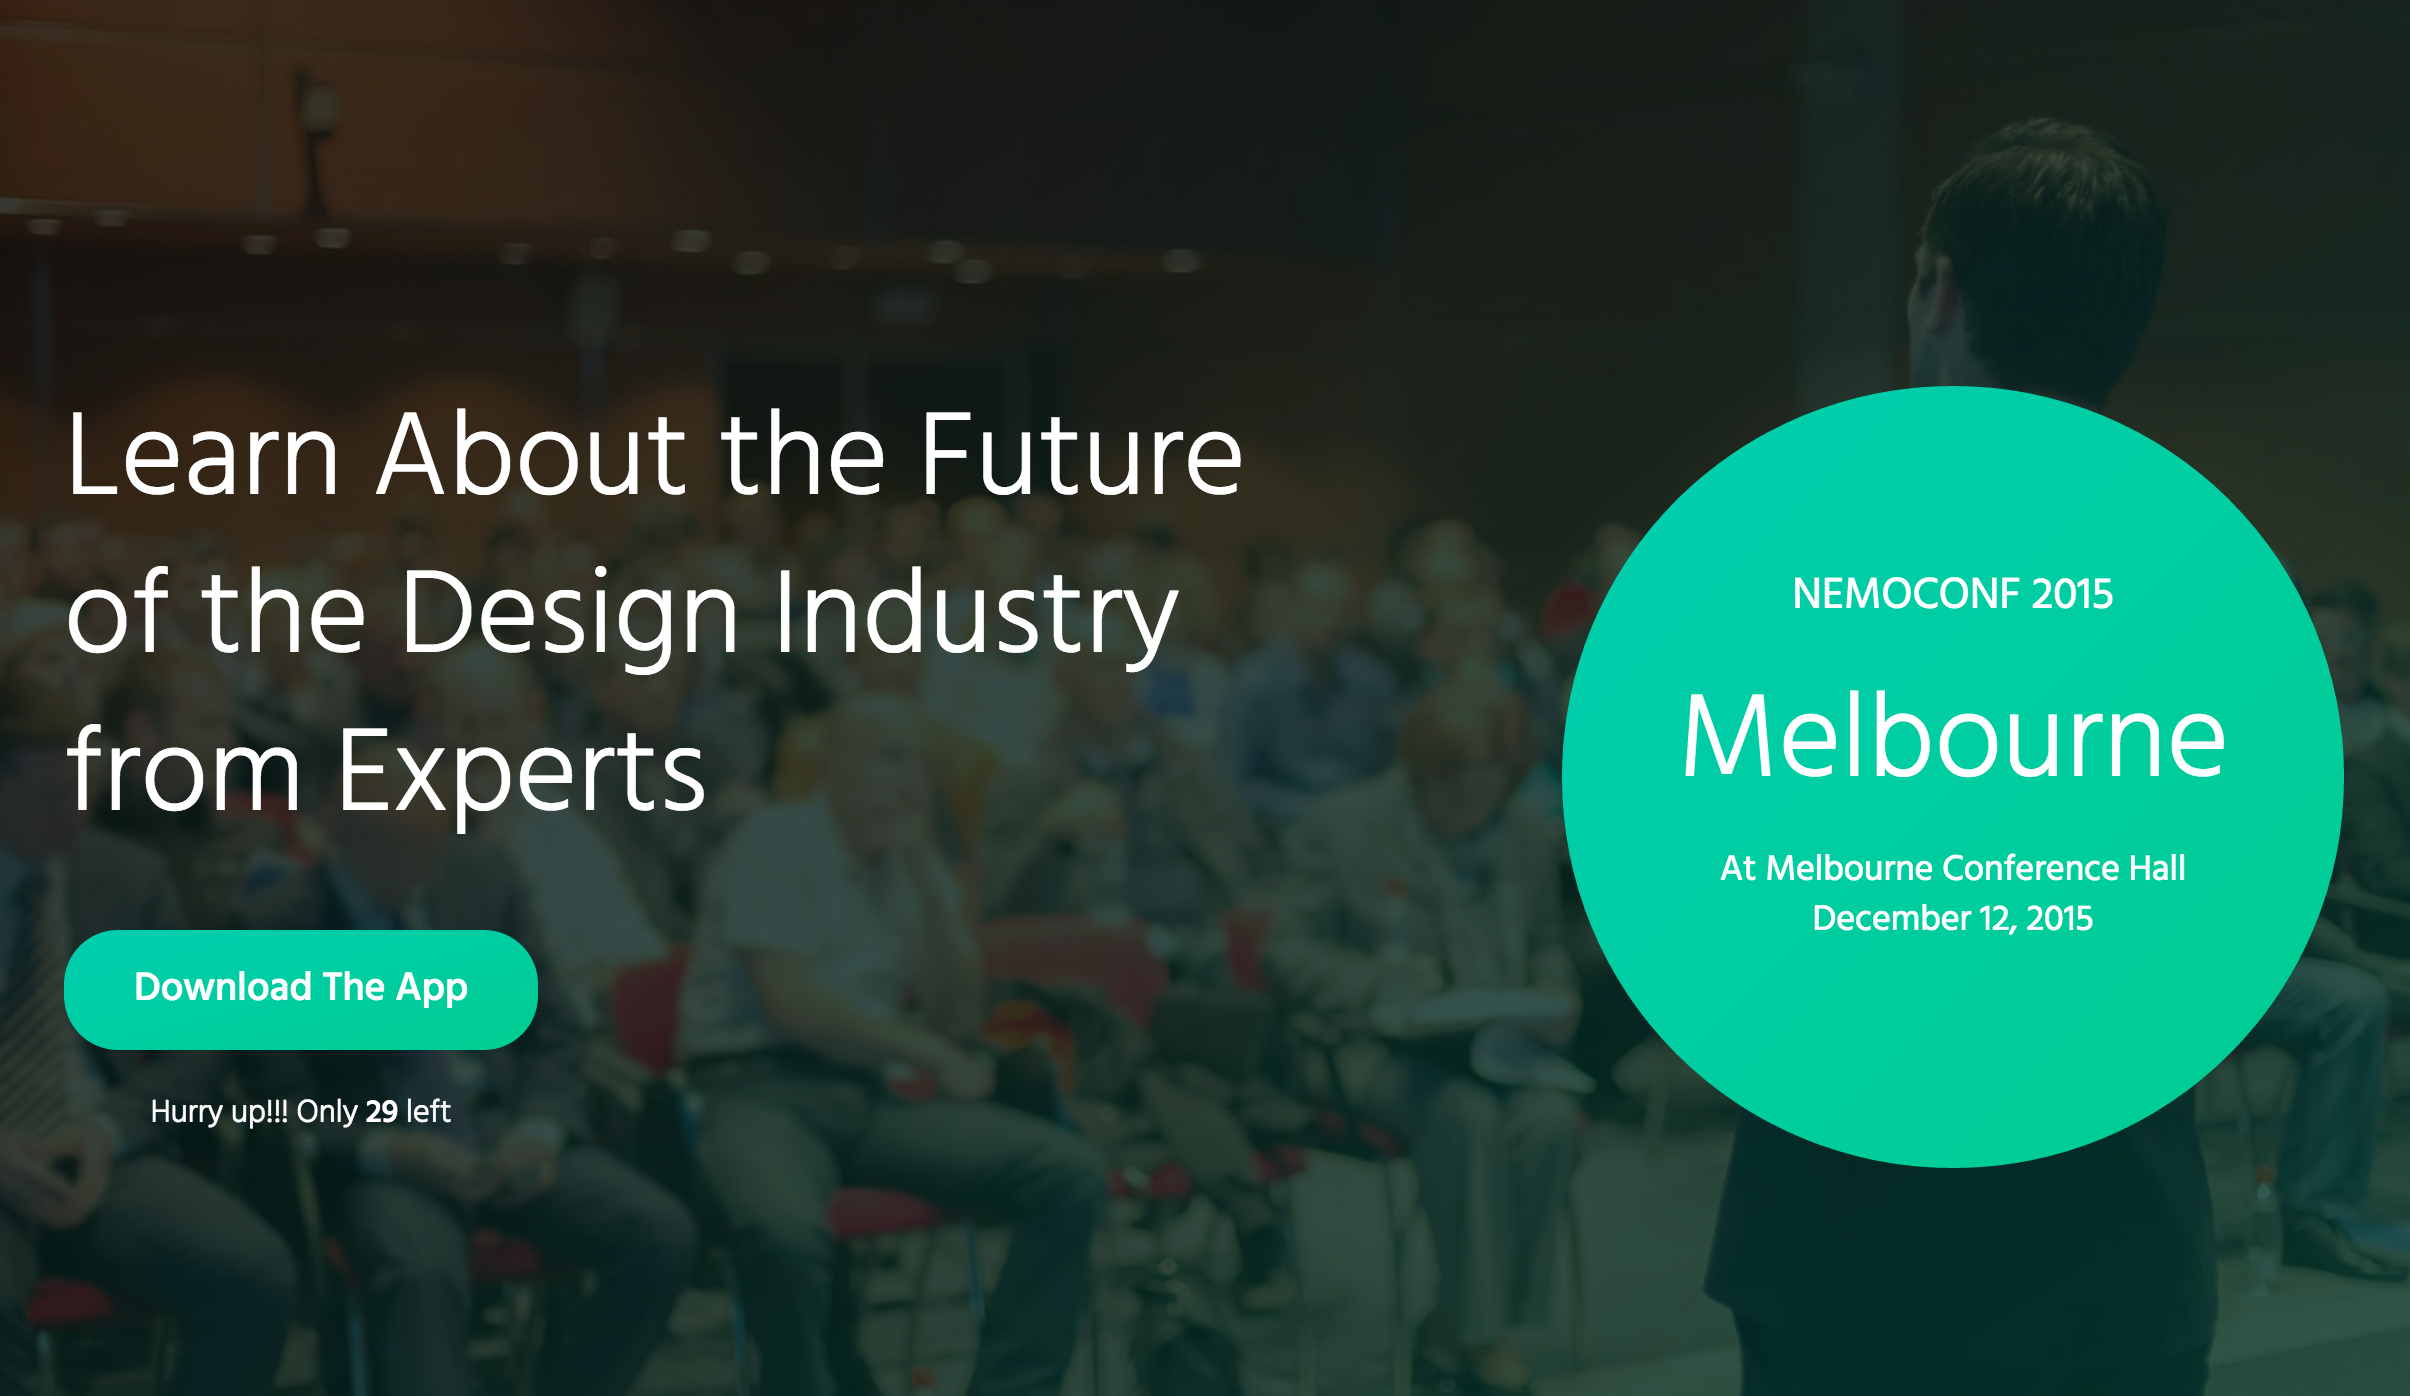 Learn About the Future
of the Design Industry
from Experts
Download The App
Hurry up!!! Only 29 left
NEMOCONF 2015
Melbourne
At Melbourne Conference Hall
December 12, 2015